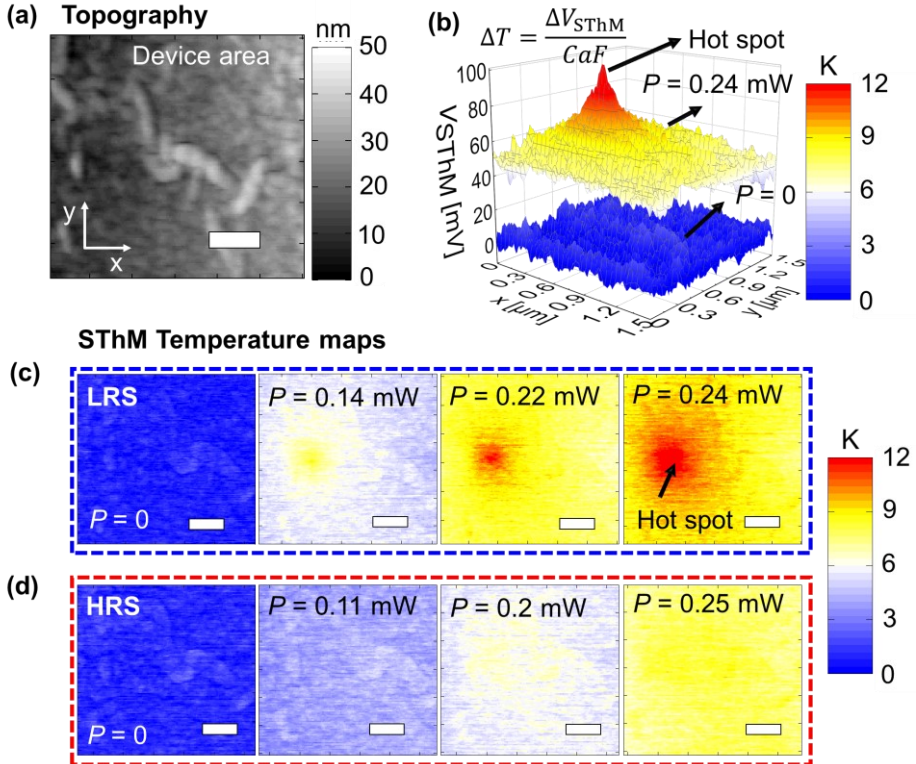 (a) Topography
nm
Device area
50
40
30
20
10
0
y
x
(b)
ΔT = ΔV_SThM / CaF
Hot spot
P = 0.24 mW
P = 0
VSThM [mV]
100
80
60
40
20
0
0
0.3
0.6
0.9
1.2
1.5
x [μm]
0
0.3
0.6
0.9
1.2
1.5
y [μm]
K
12
9
6
3
0
SThM Temperature maps
(c)
LRS
P = 0
P = 0.14 mW
P = 0.22 mW
P = 0.24 mW
Hot spot
(d)
HRS
P = 0
P = 0.11 mW
P = 0.2 mW
P = 0.25 mW
K
12
9
6
3
0